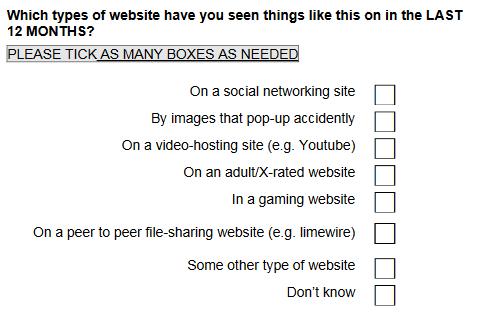 Which types of website have you seen things like this on in the LAST
12 MONTHS?
PLEASE TICK AS MANY BOXES AS NEEDED
On a social networking site
By images that pop-up accidently
On a video-hosting site (e.g. Youtube)
On an adult/X-rated website
In a gaming website
On a peer to peer file-sharing website (e.g. limewire)
Some other type of website
Don't know